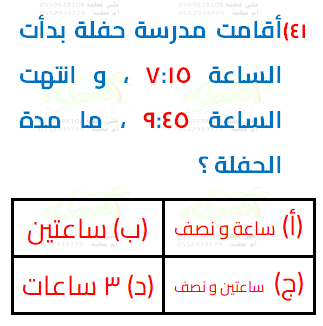 ٤١) أقامت مدرسة حفلة بدأت
الساعة ٧:١٥ ، و انتهت
الساعة ٩:٤٥ ، ما مدة
الحفلة ؟
(أ) ساعة و نصف
(ب) ساعتين
(ج) ساعتين و نصف
(د) ٣ ساعات